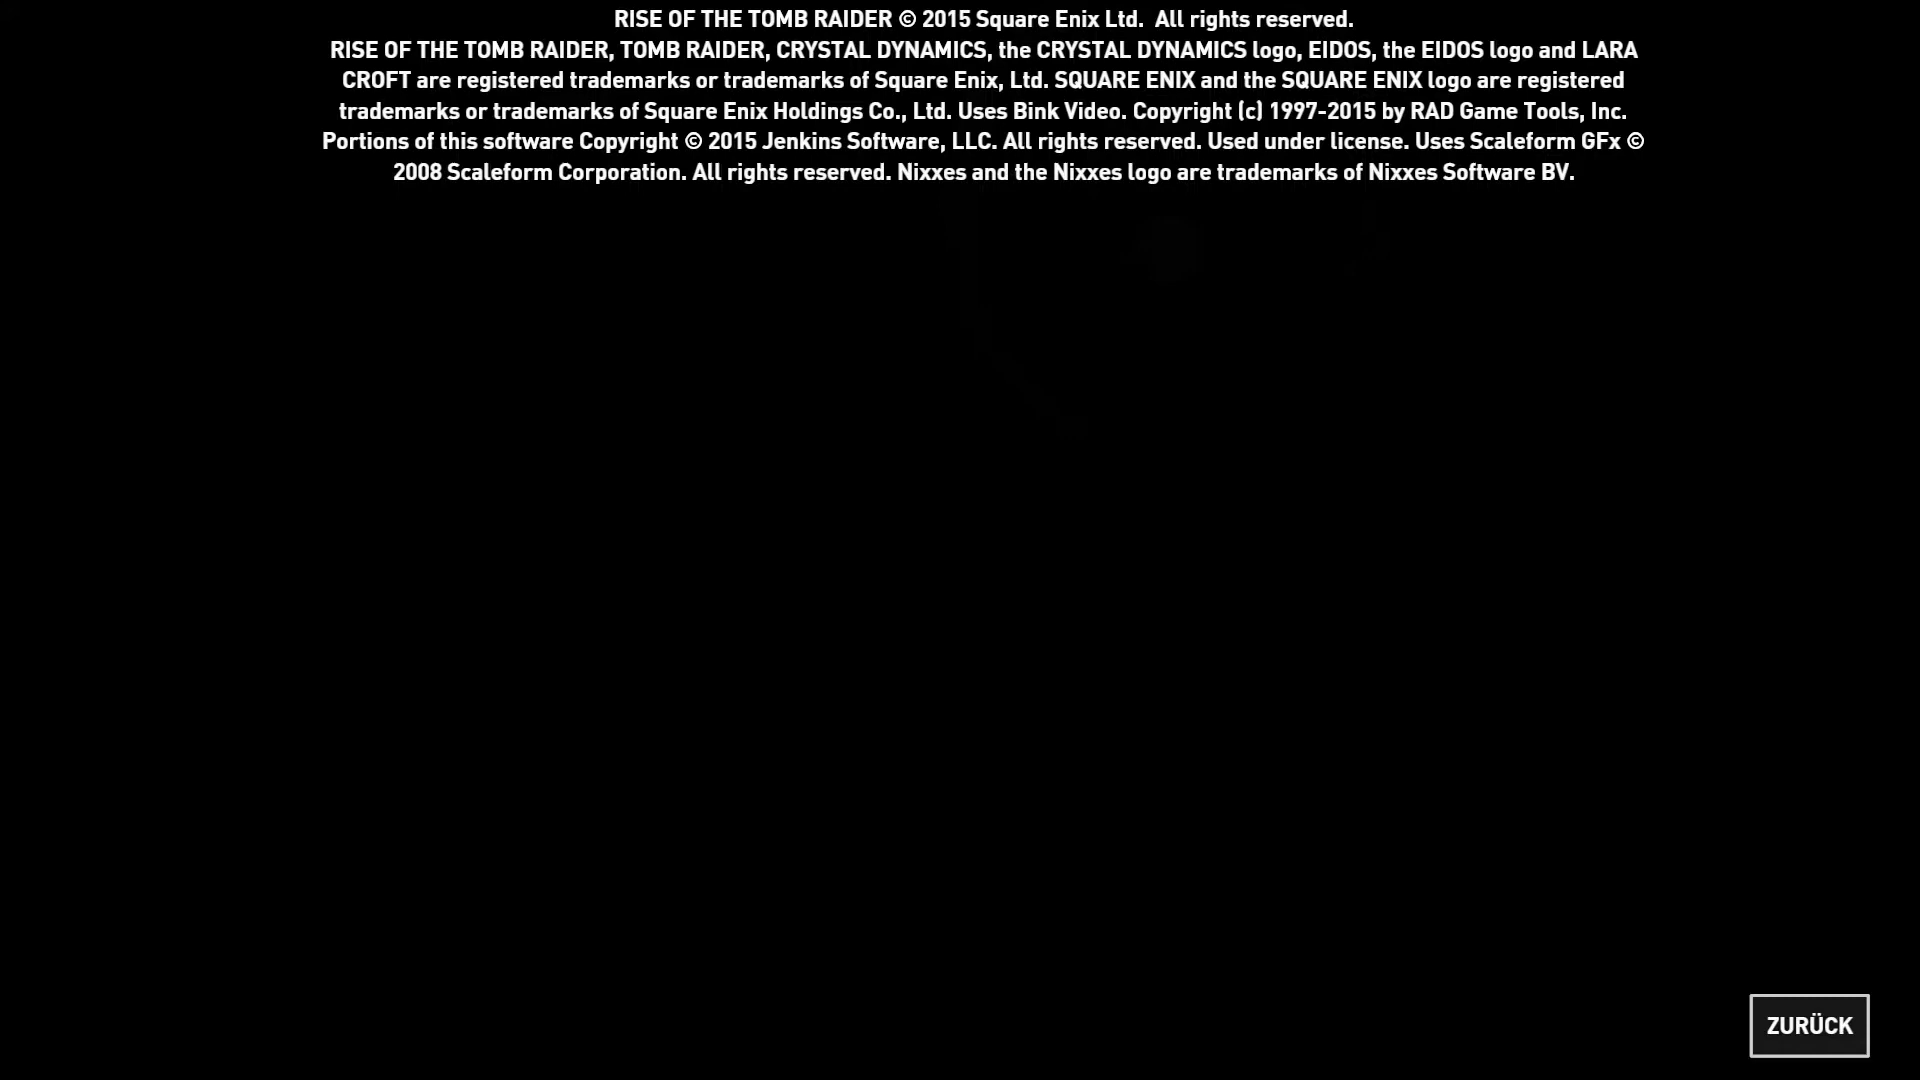 RISE OF THE TOMB RAIDER © 2015 Square Enix Ltd.  All rights reserved.
RISE OF THE TOMB RAIDER, TOMB RAIDER, CRYSTAL DYNAMICS, the CRYSTAL DYNAMICS logo, EIDOS, the EIDOS logo and LARA
CROFT are registered trademarks or trademarks of Square Enix, Ltd. SQUARE ENIX and the SQUARE ENIX logo are registered
trademarks or trademarks of Square Enix Holdings Co., Ltd. Uses Bink Video. Copyright (c) 1997-2015 by RAD Game Tools, Inc.
Portions of this software Copyright © 2015 Jenkins Software, LLC. All rights reserved. Used under license. Uses Scaleform GFx ©
2008 Scaleform Corporation. All rights reserved. Nixxes and the Nixxes logo are trademarks of Nixxes Software BV.
ZURÜCK